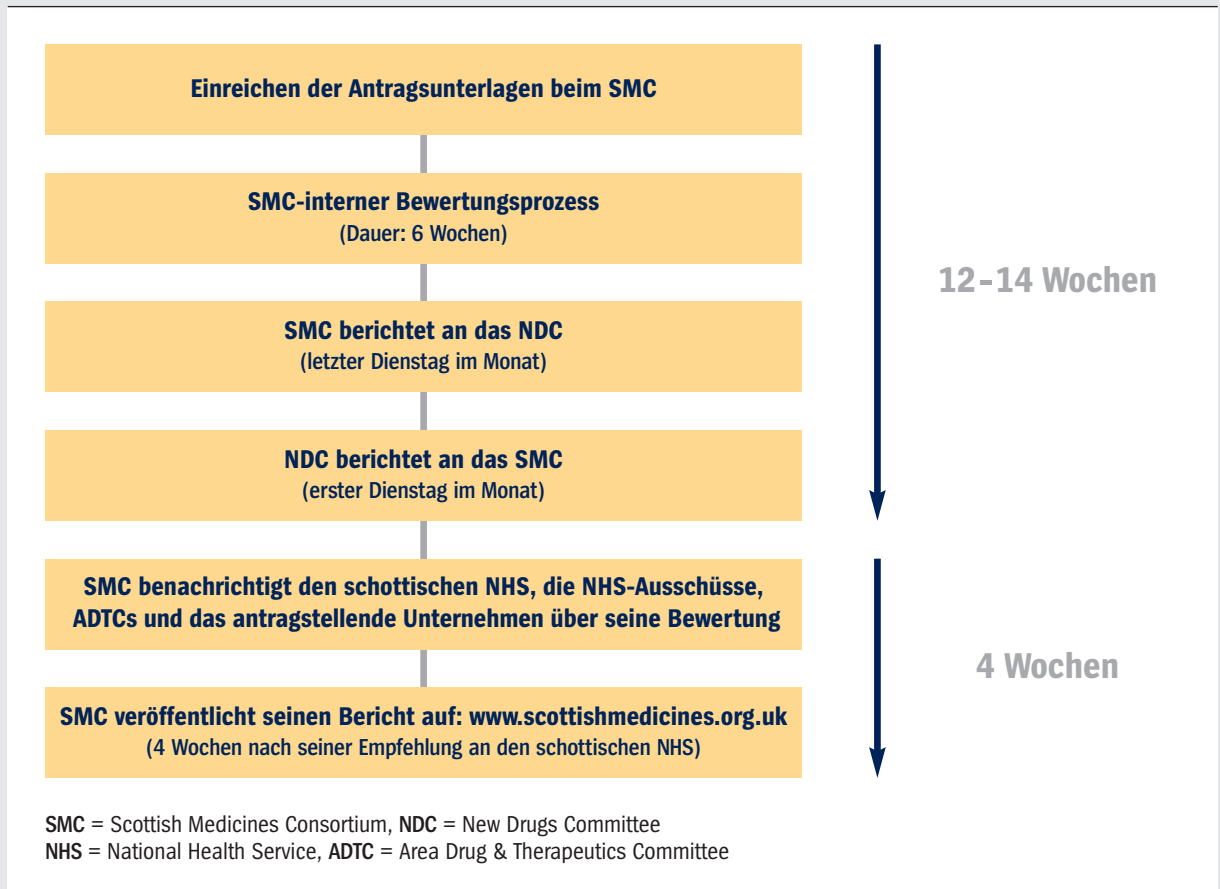 Einreichen der Antragsunterlagen beim SMC
SMC-interner Bewertungsprozess
(Dauer: 6 Wochen)
SMC berichtet an das NDC
(letzter Dienstag im Monat)
NDC berichtet an das SMC
(erster Dienstag im Monat)
12–14 Wochen
SMC benachrichtigt den schottischen NHS, die NHS-Ausschüsse,
ADTCs und das antragstellende Unternehmen über seine Bewertung
SMC veröffentlicht seinen Bericht auf: www.scottishmedicines.org.uk
(4 Wochen nach seiner Empfehlung an den schottischen NHS)
4 Wochen
SMC = Scottish Medicines Consortium, NDC = New Drugs Committee
NHS = National Health Service, ADTC = Area Drug & Therapeutics Committee